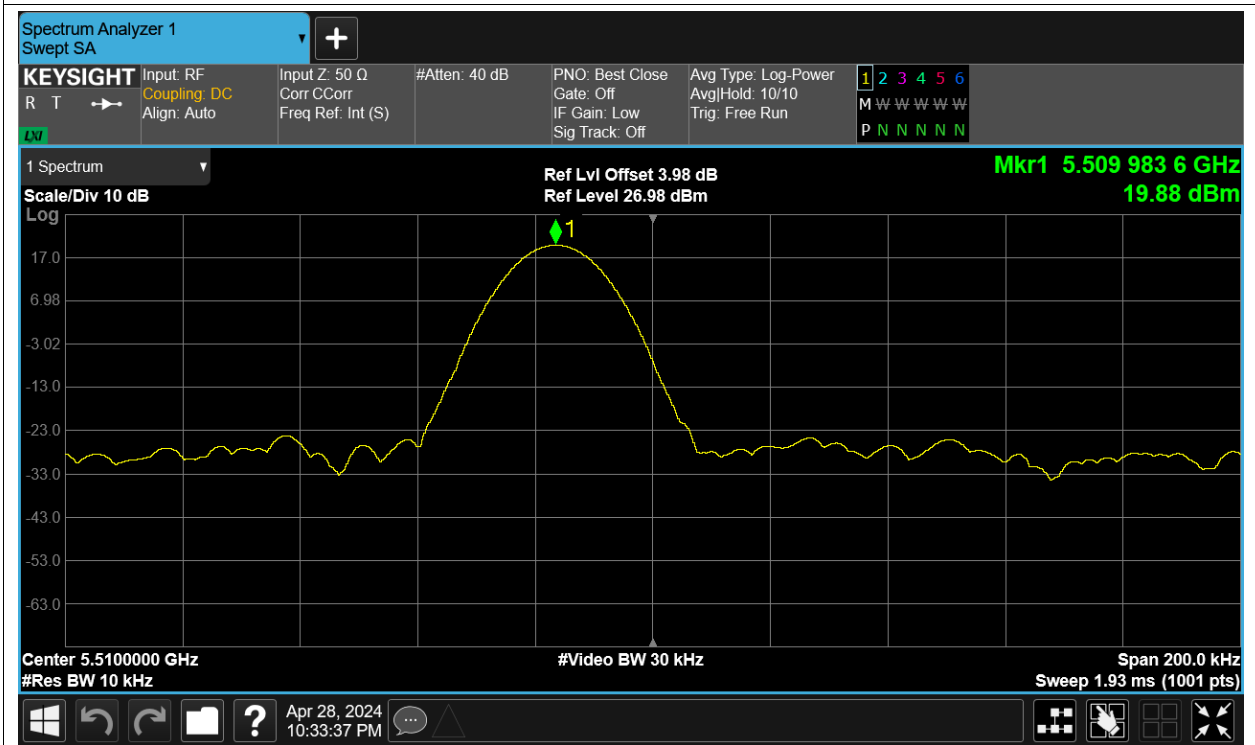 Spectrum Analyzer 1
Swept SA
+
KEYSIGHT
R T
LXI
Input: RF
Coupling: DC
Align: Auto
Input Z: 50 Ω
Corr CCorr
Freq Ref: Int (S)
#Atten: 40 dB
PNO: Best Close
Gate: Off
IF Gain: Low
Sig Track: Off
Avg Type: Log-Power
Avg|Hold: 10/10
Trig: Free Run
1 2 3 4 5 6
M W W W W W
P N N N N N
1 Spectrum
Scale/Div 10 dB
Log
Ref Lvl Offset 3.98 dB
Ref Level 26.98 dBm
Mkr1 5.509 983 6 GHz
19.88 dBm
1
17.0
6.98
-3.02
-13.0
-23.0
-33.0
-43.0
-53.0
-63.0
Center 5.5100000 GHz
#Video BW 30 kHz
Span 200.0 kHz
#Res BW 10 kHz
Sweep 1.93 ms (1001 pts)
?
Apr 28, 2024
10:33:37 PM